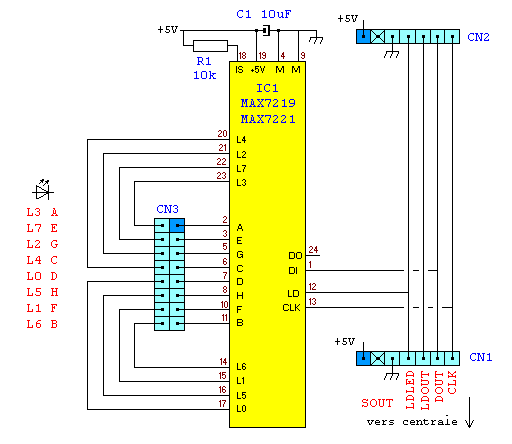 C1 10uF
+5V
+5V
CN2
R1
10k
18 19 4 9
IS +5V M M
IC1
MAX7219
MAX7221
20 L4
21 L2
22 L7
23 L3
CN3
L3 A
L7 E
L2 G
L4 C
L0 D
L5 H
L1 F
L6 B
2 A
3 E
5 G
6 C
7 D
8 H
10 F
11 B
DO 24
DI 1
LD 12
CLK 13
14 L6
15 L1
16 L5
17 L0
+5V
CN1
SOUT
LDLED
LDOUT
DOUT
CLK
vers centrale